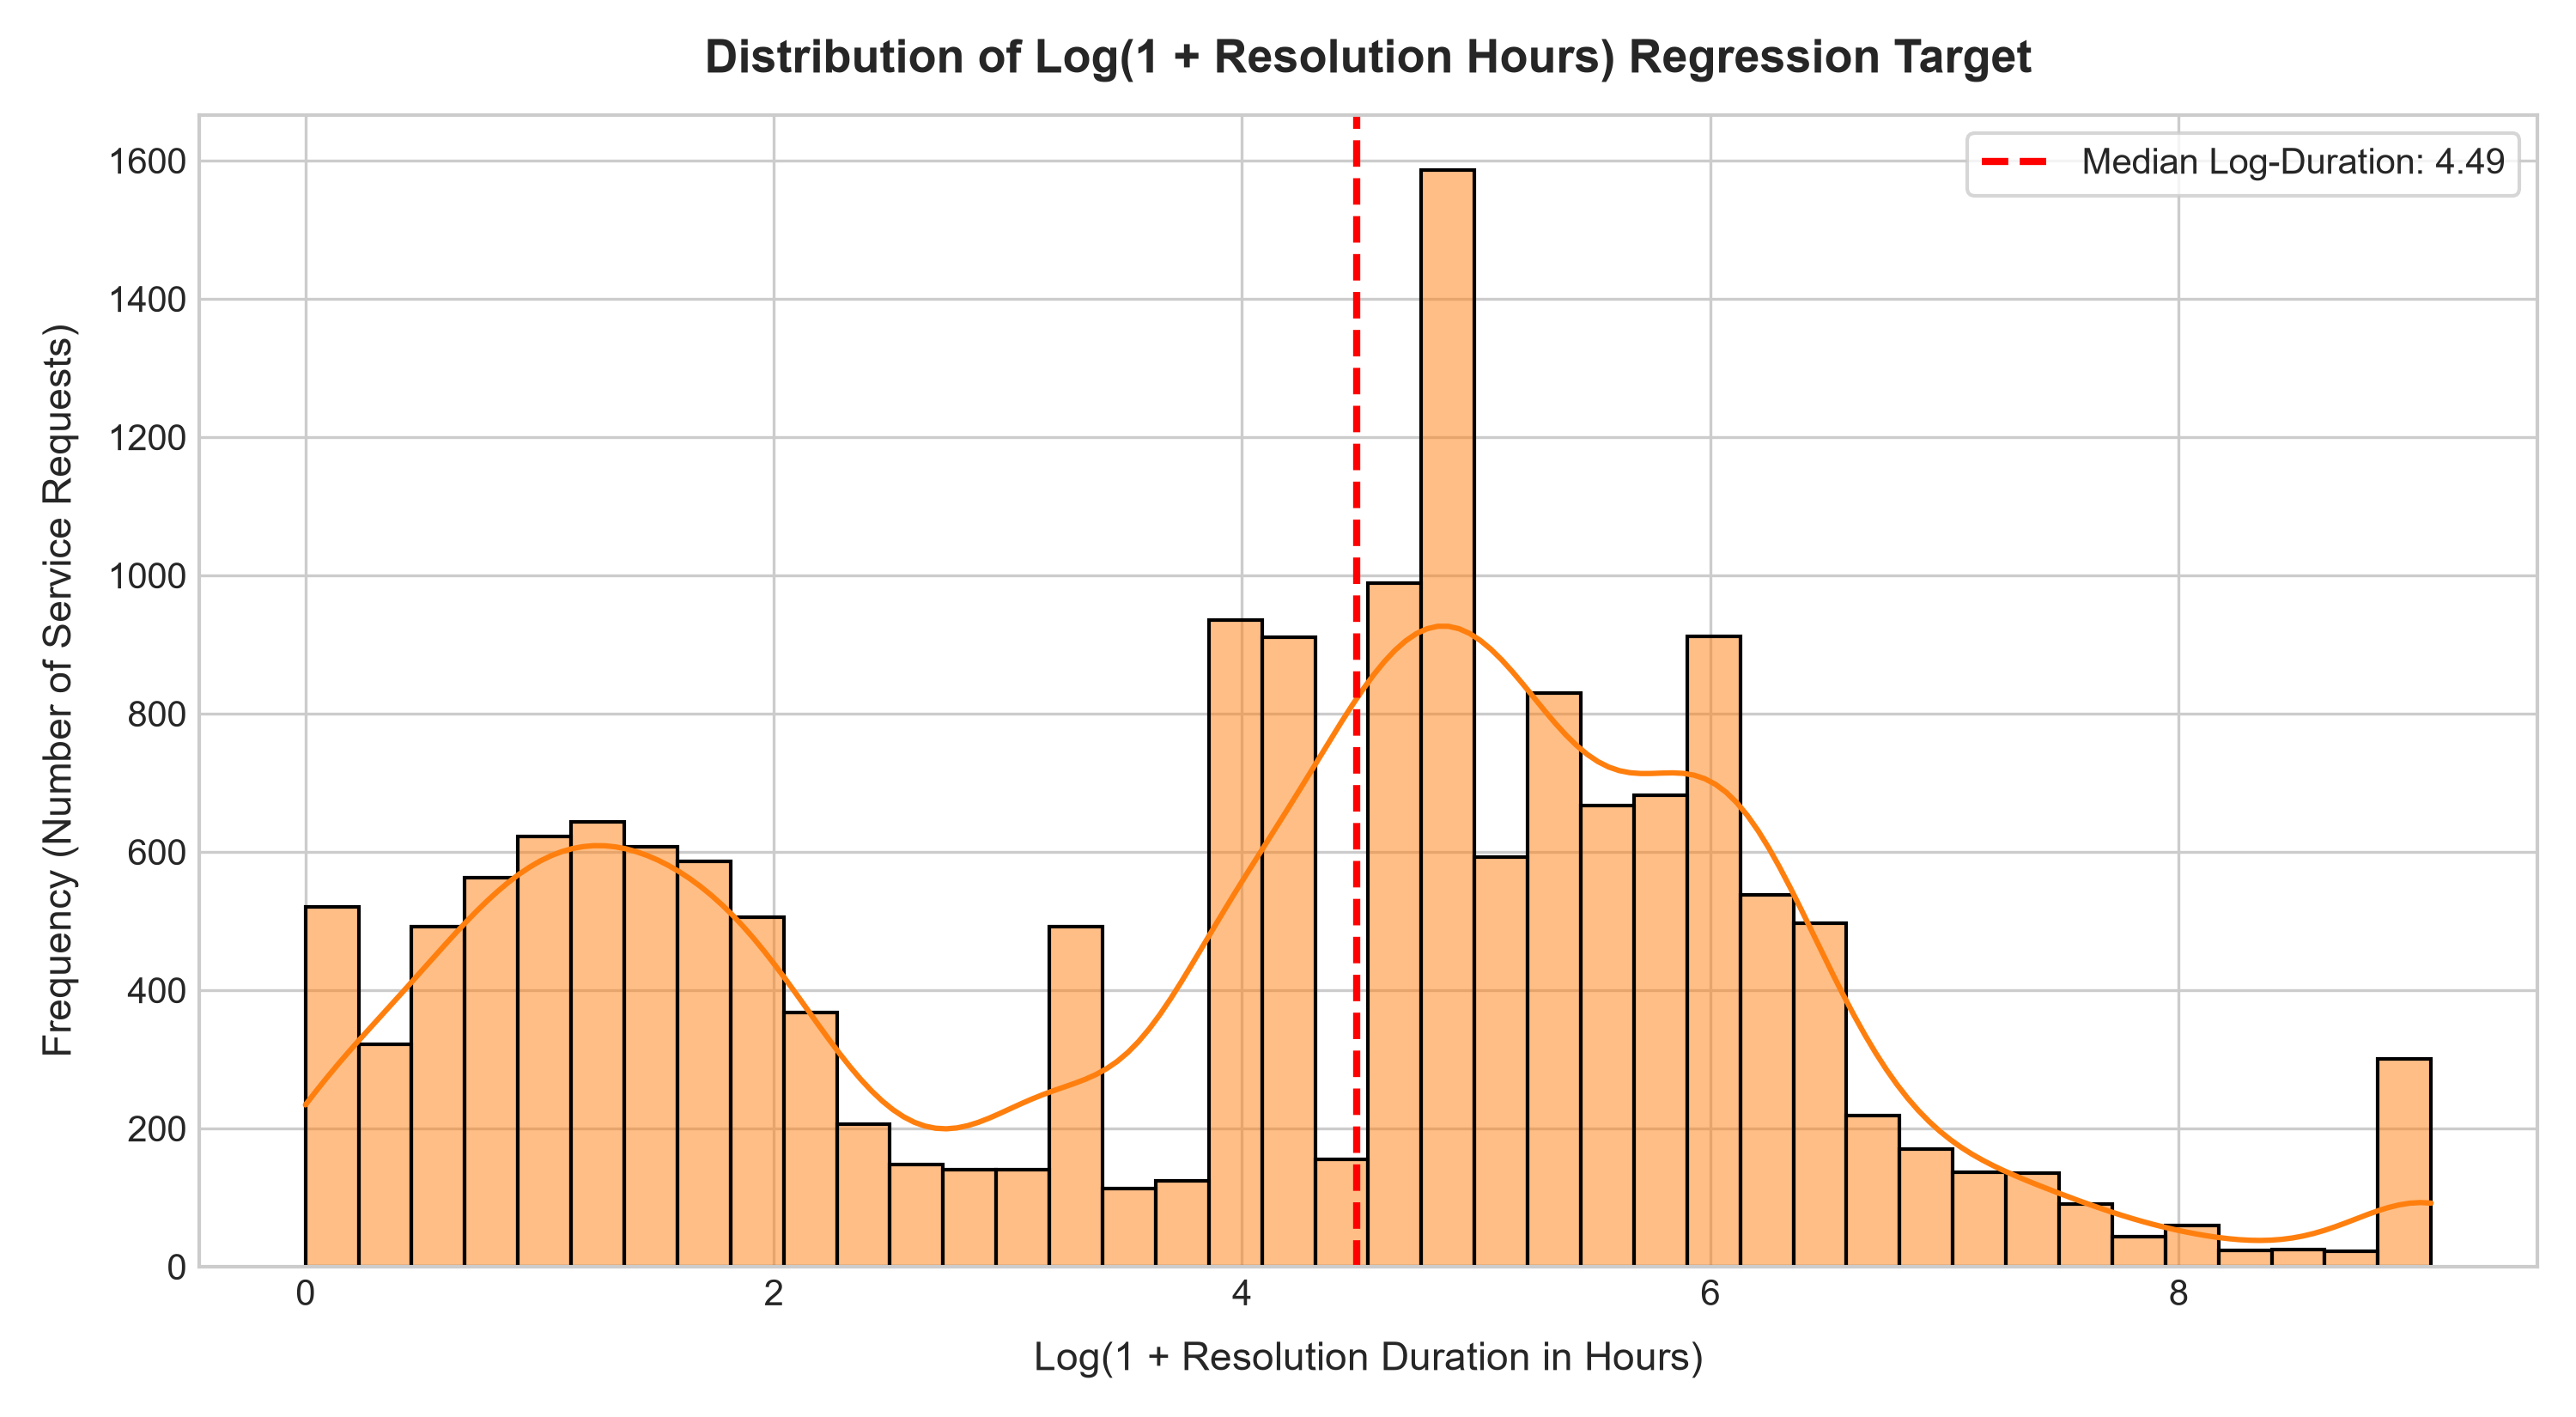 Distribution of Log(1 + Resolution Hours) Regression Target
Median Log-Duration: 4.49
Frequency (Number of Service Requests)
1600
1400
1200
1000
800
600
400
200
0
0 2 4 6 8
Log(1 + Resolution Duration in Hours)